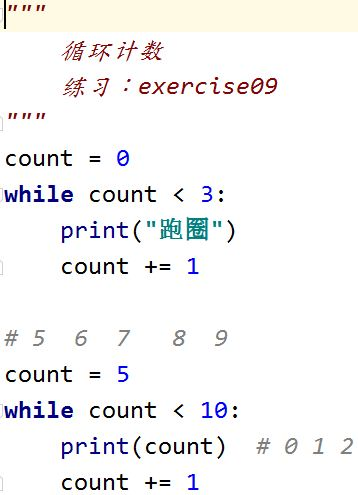 """
    循环计数
    练习：exercise09
"""
count = 0
while count < 3:
    print("跑圈")
    count += 1

# 5  6  7   8  9
count = 5
while count < 10:
    print(count)  # 0 1 2
    count += 1